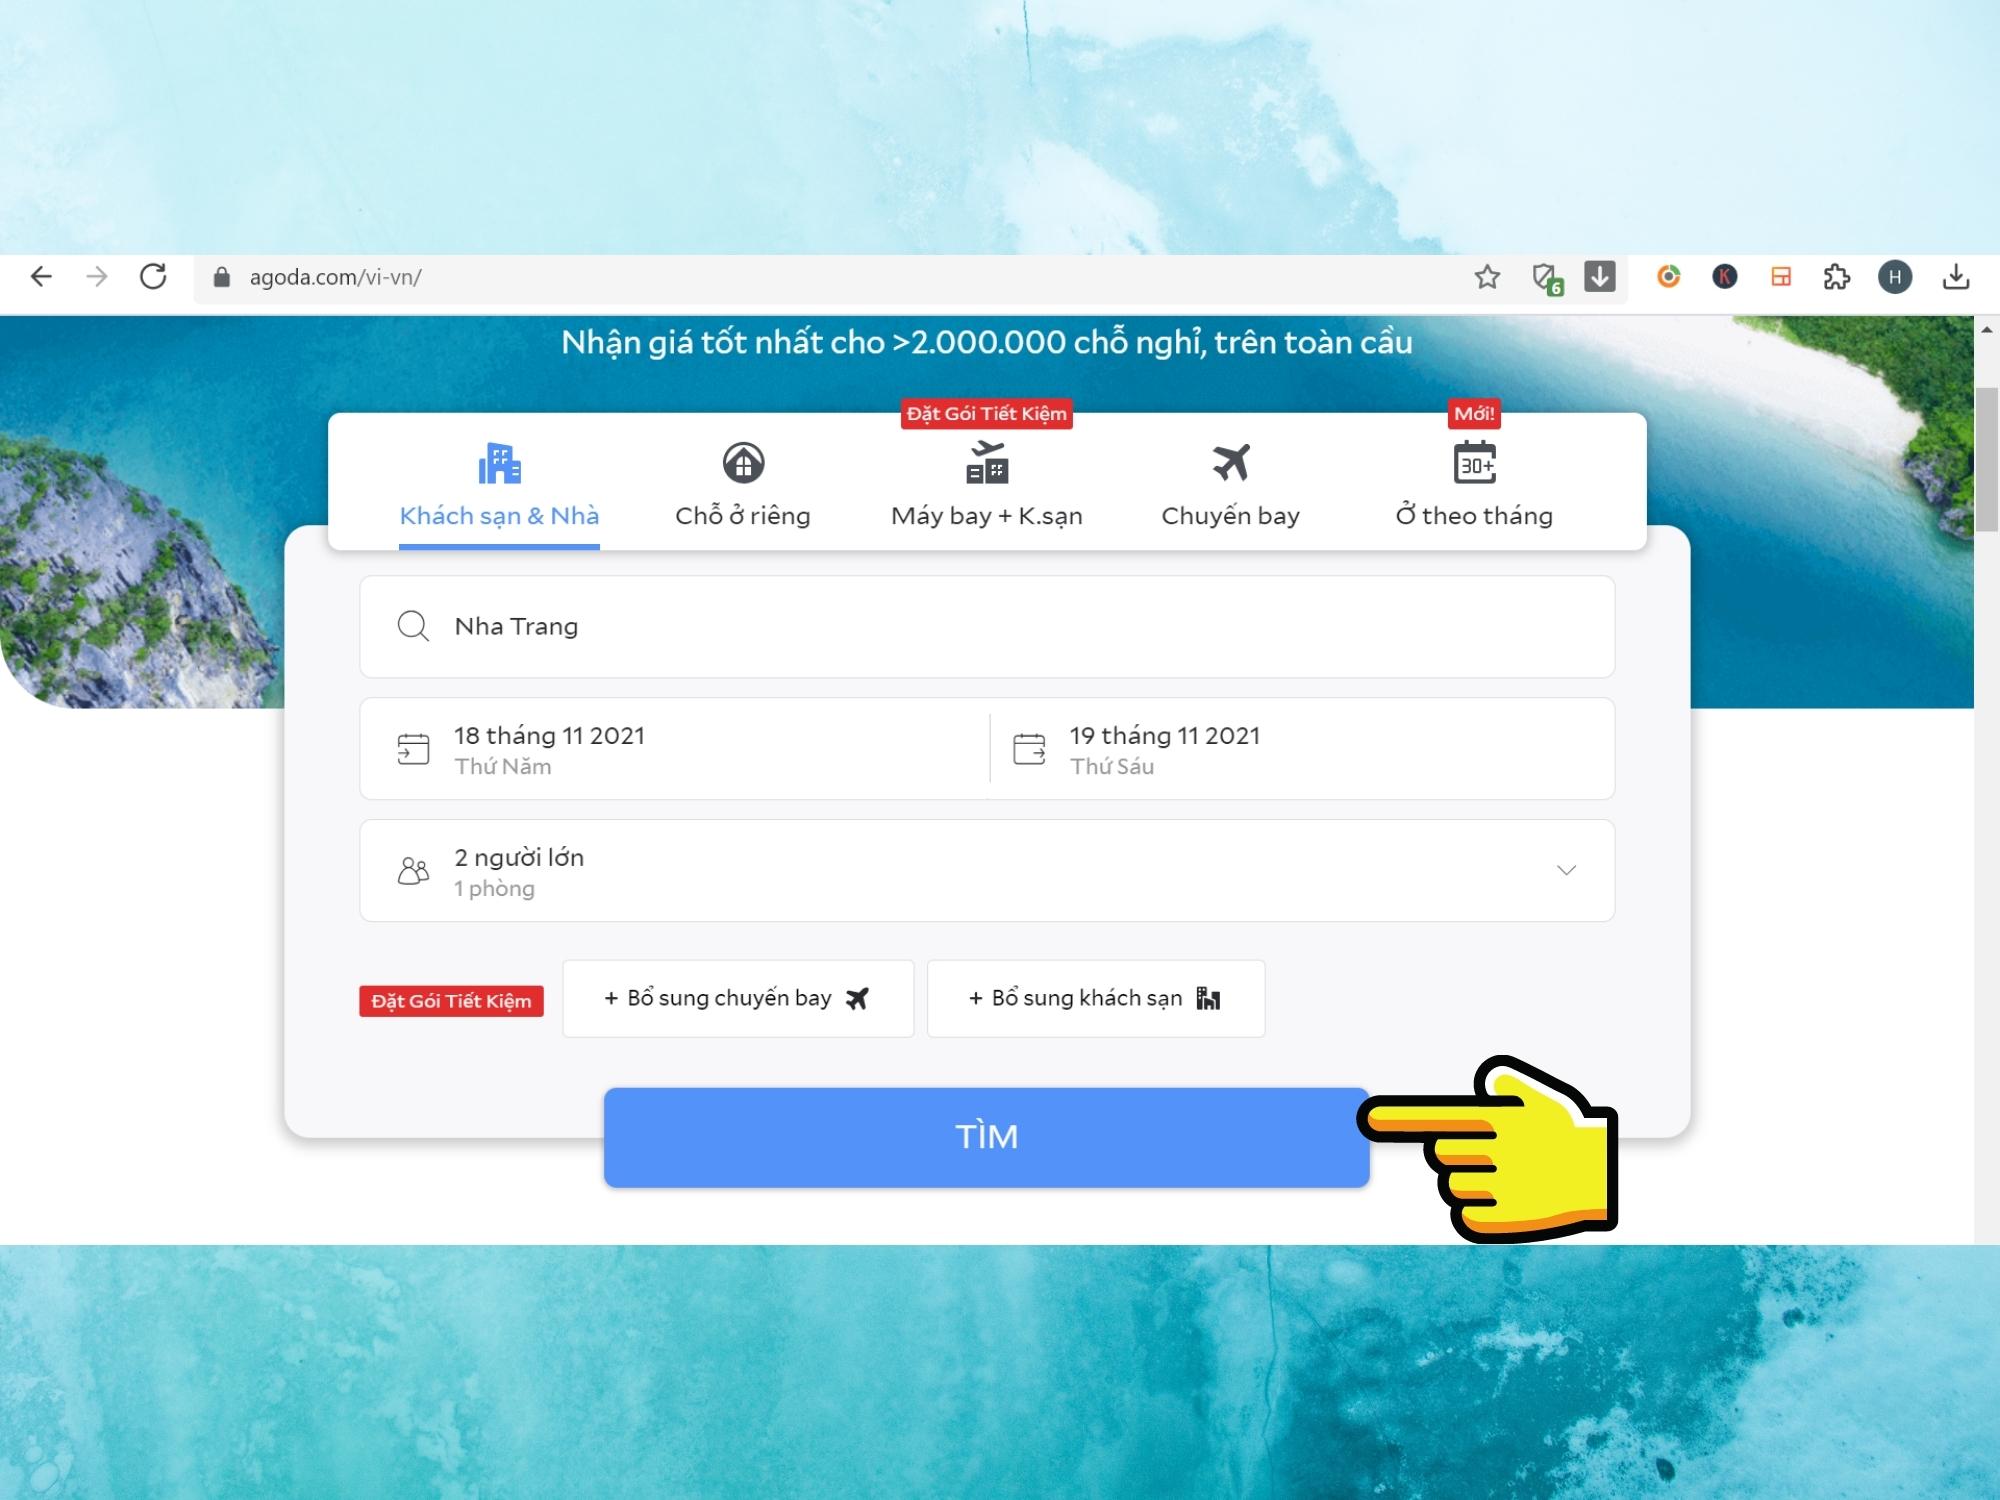 agoda.com/vi-vn/
6
K
H
Nhận giá tốt nhất cho >2.000.000 chỗ nghỉ, trên toàn cầu
Đặt Gói Tiết Kiệm
Mới!
30+
Khách sạn & Nhà
Chỗ ở riêng
Máy bay + K.sạn
Chuyến bay
Ở theo tháng
Nha Trang
18 tháng 11 2021
Thứ Năm
19 tháng 11 2021
Thứ Sáu
2 người lớn
1 phòng
Đặt Gói Tiết Kiệm
+ Bổ sung chuyến bay
+ Bổ sung khách sạn
TÌM